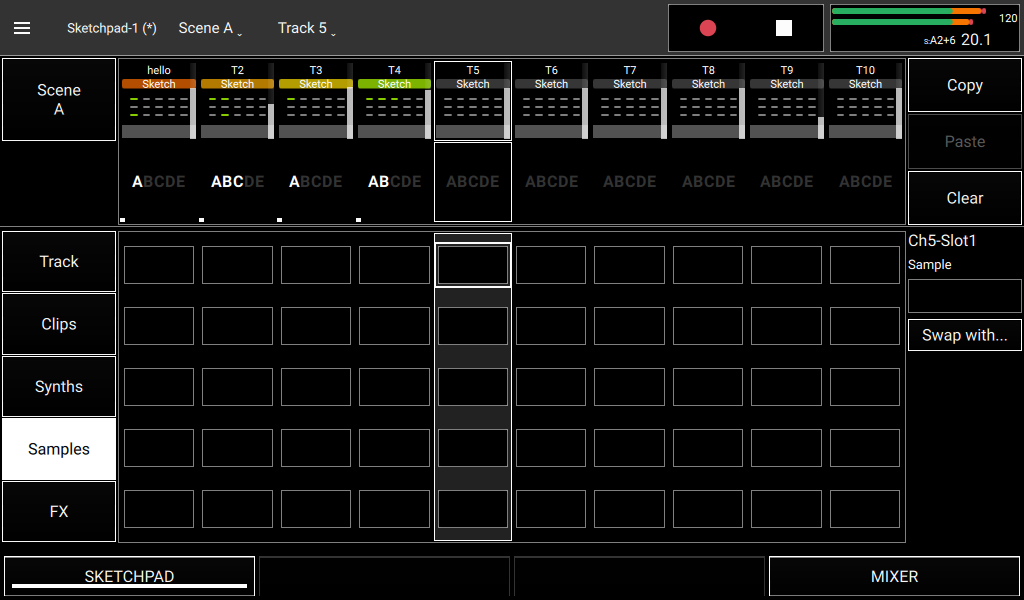 Sketchpad-1 (*) Scene A Track 5
120
s:A2+6 20.1
Scene
A
hello T2 T3 T4 T5 T6 T7 T8 T9 T10
Sketch Sketch Sketch Sketch Sketch Sketch Sketch Sketch Sketch Sketch
ABCDE ABCDE ABCDE ABCDE ABCDE ABCDE ABCDE ABCDE ABCDE ABCDE
Copy
Paste
Clear
Track
Clips
Synths
Samples
FX
Ch5-Slot1
Sample
Swap with...
SKETCHPAD
MIXER